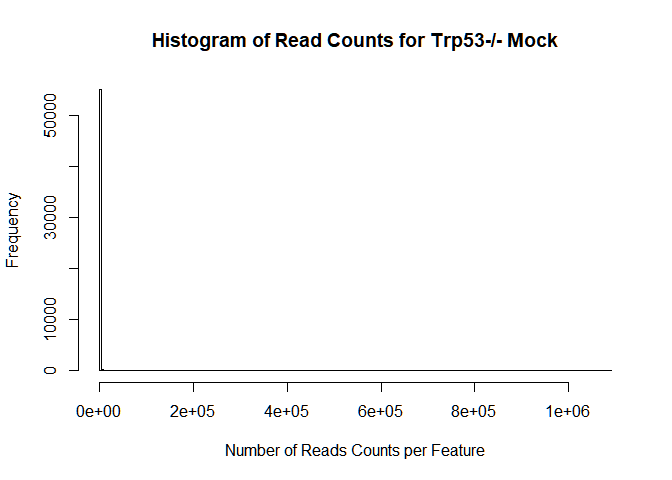 Histogram of Read Counts for Trp53-/- Mock
Frequency
50000
30000
10000
0
0e+00 2e+05 4e+05 6e+05 8e+05 1e+06
Number of Reads Counts per Feature